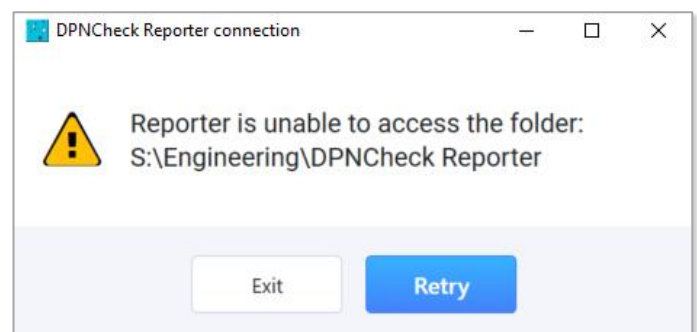 DPNCheck Reporter connection
Reporter is unable to access the folder:
S:\Engineering\DPNCheck Reporter
Exit
Retry